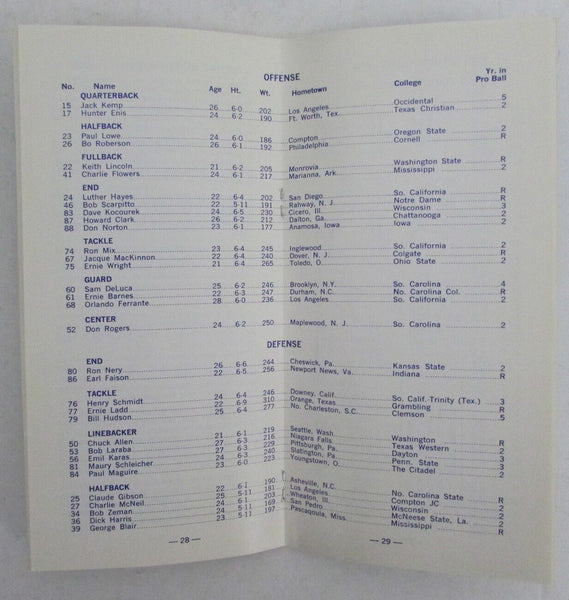 OFFENSE
No. Name Age Ht. Wt. Hometown College Yr. in Pro Ball
QUARTERBACK
15 Jack Kemp 26 6-0 202 Los Angeles Occidental 5
17 Hunter Enis 24 6-2 190 Ft. Worth, Tex. Texas Christian 2
HALFBACK
23 Paul Lowe 24 6-0 186 Compton Oregon State 2
26 Bo Roberson 26 6-1 192 Philadelphia Cornell R
FULLBACK
22 Keith Lincoln 21 6-2 205 Monrovia Washington State R
41 Charlie Flowers 24 6-1 217 Marianna, Ark. Mississippi 2
END
24 Luther Hayes 22 6-4 202 San Diego So. California R
46 Bob Scarpitto 22 5-11 191 Rahway, N. J. Notre Dame R
83 Dave Kocourek 24 6-5 230 Cicero, Ill. Wisconsin 3
87 Howard Clark 26 6-2 212 Dalton, Ga. Chattanooga 2
88 Don Norton 23 6-1 177 Anamosa, Iowa Iowa 2
TACKLE
74 Ron Mix 23 6-4 245 Inglewood So. California 2
67 Jacque MacKinnon 22 6-4 240 Dover, N. J. Colgate R
75 Ernie Wright 21 6-4 265 Toledo, O. Ohio State 2
GUARD
60 Sam DeLuca 25 6-2 246 Brooklyn, N.Y. So. Carolina 4
61 Ernie Barnes 22 6-3 247 Durham, N.C. No. Carolina Col. R
68 Orlando Ferrante 28 6-0 236 Los Angeles So. California 2
CENTER
52 Don Rogers 24 6-2 250 Maplewood, N. J. So. Carolina 2
DEFENSE
END
80 Ron Nery 26 6-6 244 Cheswick, Pa. Kansas State 2
86 Earl Faison 22 6-5 256 Newport News, Va. Indiana R
TACKLE
76 Henry Schmidt 24 6-4 246 Downey, Calif. So. Calif.-Trinity (Tex.) 3
77 Ernie Ladd 22 6-9 310 Orange, Texas Grambling R
79 Bill Hudson 25 6-4 277 No. Charleston, S.C. Clemson 5
LINEBACKER
50 Chuck Allen 21 6-1 219 Seattle, Wash. Washington R
53 Bob Laraba 27 6-3 216 Niagara Falls Texas Western 2
56 Emil Karas 27 6-3 229 Pittsburgh, Pa. Dayton 3
81 Maury Schleicher 24 6-3 240 Slatington, Pa. Penn. State 3
84 Paul Maguire 23 6-0 223 Youngstown, O. The Citadel 2
HALFBACK
25 Claude Gibson 22 6-1 190 Asheville, N.C. No. Carolina State R
27 Charlie McNeil 25 5-11 181 Los Angeles Compton JC 2
34 Bob Zeman 24 6-1 203 Wheaton, Ill. Wisconsin 2
36 Dick Harris 24 5-11 169 San Pedro McNeese State, La. 2
39 George Blair 23 5-11 197 Pascaqoula, Miss. Mississippi R
— 28 — — 29 —